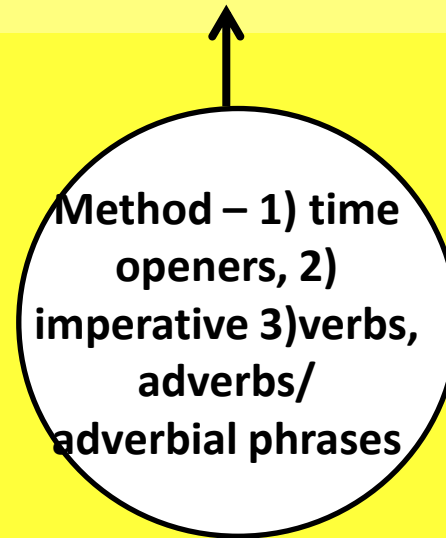 Method – 1) time
openers, 2)
imperative 3)verbs,
adverbs/
adverbial phrases